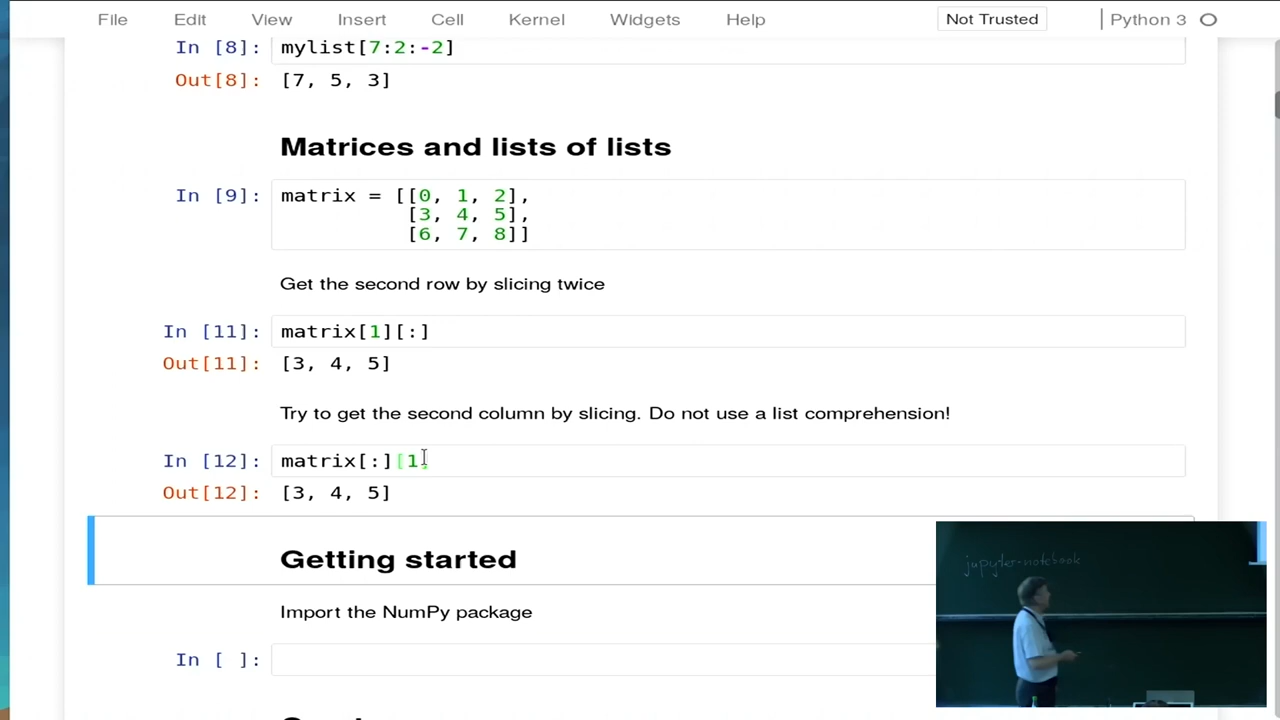 File Edit View Insert Cell Kernel Widgets Help Not Trusted Python 3
In [8]: mylist[7:2:-2]
Out[8]: [7, 5, 3]
Matrices and lists of lists
In [9]: matrix = [[0, 1, 2],
[3, 4, 5],
[6, 7, 8]]
Get the second row by slicing twice
In [11]: matrix[1][:]
Out[11]: [3, 4, 5]
Try to get the second column by slicing. Do not use a list comprehension!
In [12]: matrix[:][1]
Out[12]: [3, 4, 5]
Getting started
jupyter-notebook
Import the NumPy package
In [ ]: